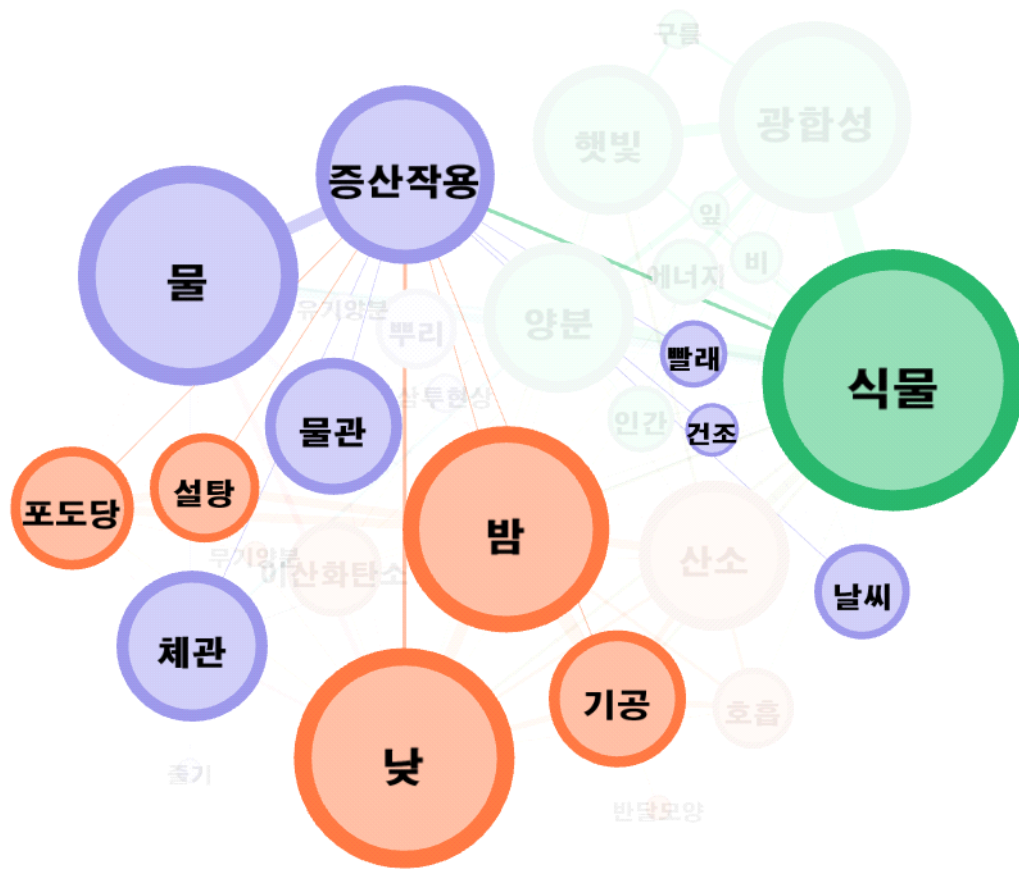 구름
광합성
햇빛
증산작용
잎
비
에너지
물
유기양분
양분
뿌리
빨래
식물
삼투현상
인간
건조
물관
설탕
포도당
밤
산소
무기양분
이산화탄소
날씨
체관
기공
호흡
낮
줄기
반달모양